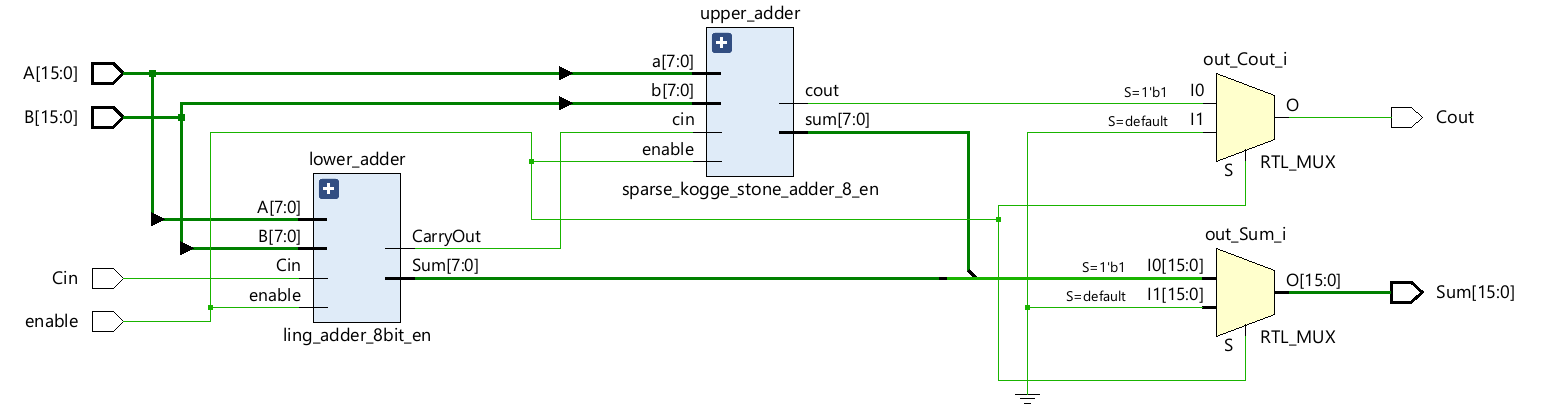 upper_adder
A[15:0]
B[15:0]
a[7:0]
b[7:0]
cin
enable
cout
sum[7:0]
sparse_kogge_stone_adder_8_en
lower_adder
A[7:0]
B[7:0]
Cin
enable
CarryOut
Sum[7:0]
ling_adder_8bit_en
Cin
enable
out_Cout_i
S=1'b1
I0
S=default
I1
O
S
RTL_MUX
Cout
out_Sum_i
S=1'b1
I0[15:0]
S=default
I1[15:0]
O[15:0]
S
RTL_MUX
Sum[15:0]